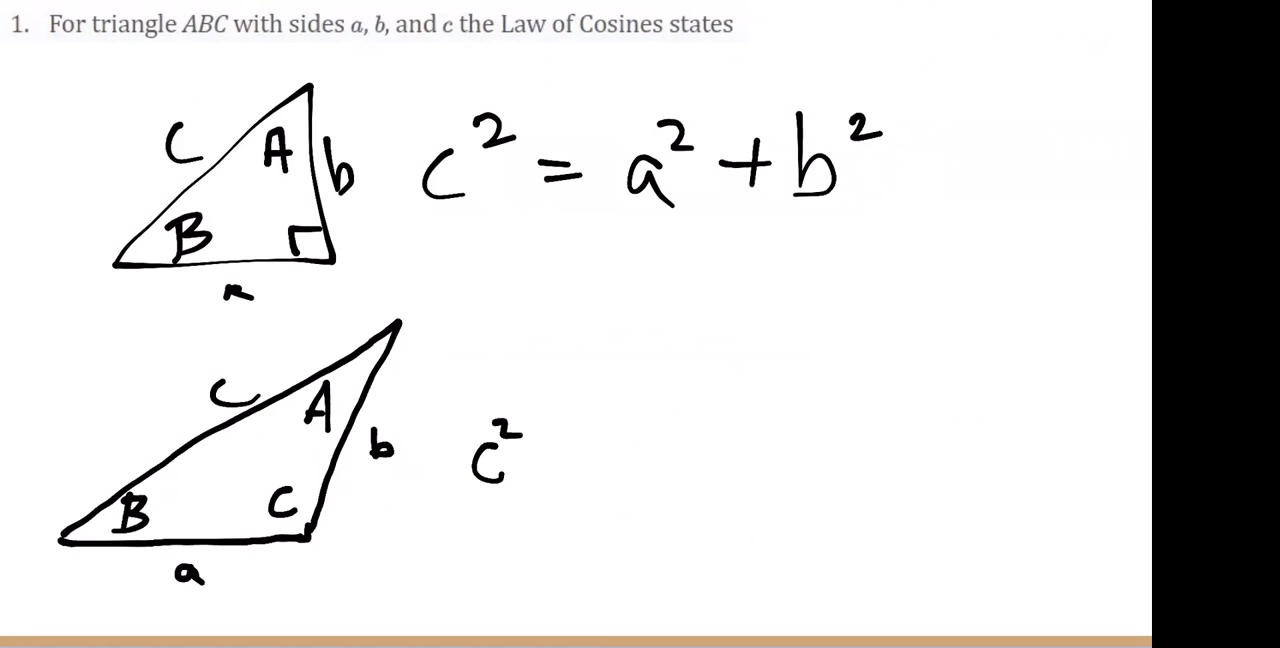 1. For triangle ABC with sides a, b, and c the Law of Cosines states
C A b c² = a² + b²
B
C A
b c²
B C
a